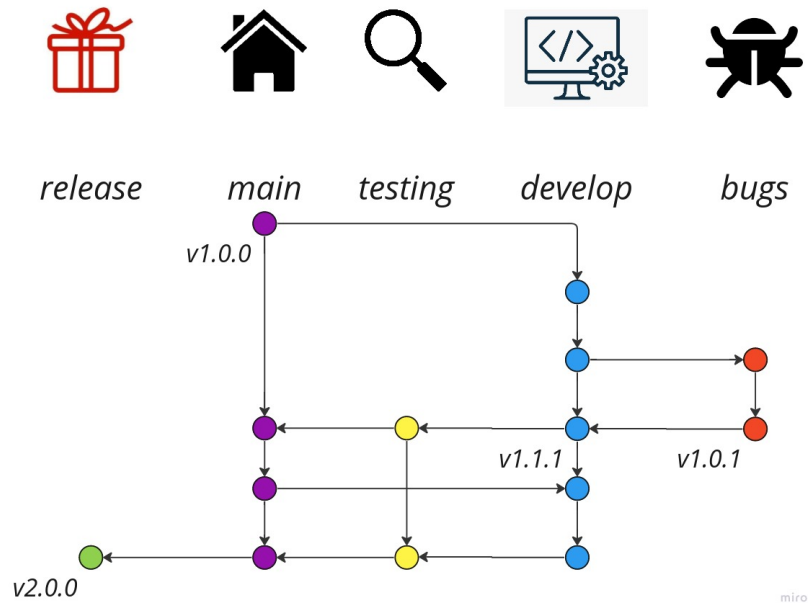 release main testing develop bugs
v1.0.0
v1.1.1 v1.0.1
v2.0.0
miro